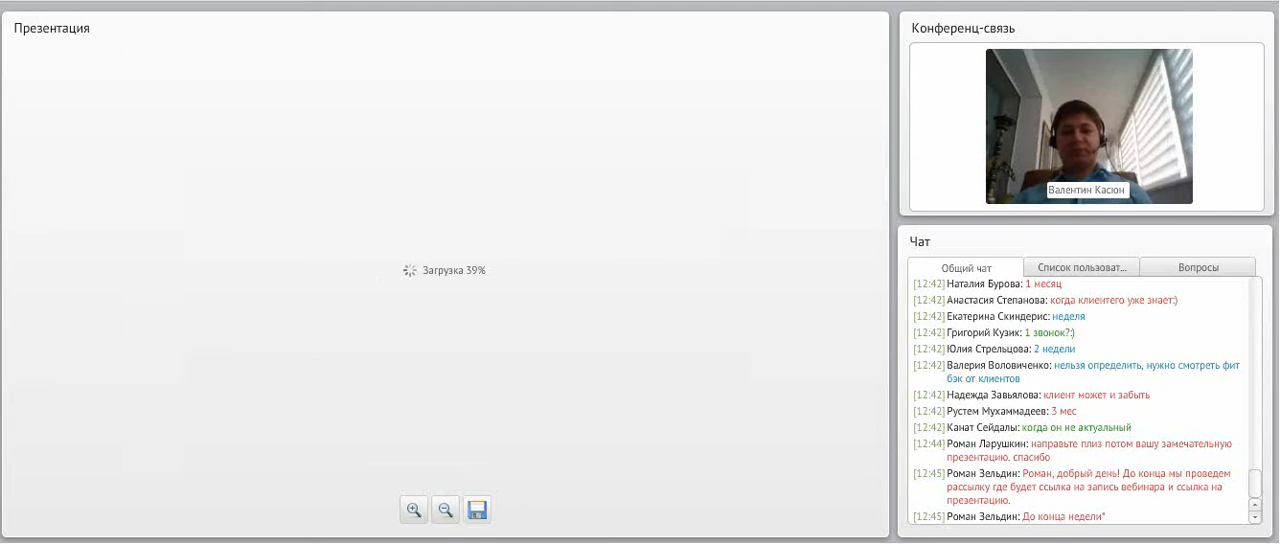 Презентация
Загрузка 39%
Конференц-связь
Валентин Касюн
Чат
Общий чат
Список пользоват...
Вопросы
[12:42] Наталия Бурова: 1 месяц
[12:42] Анастасия Степанова: когда клиентего уже знает:)
[12:42] Екатерина Скиндерис: неделя
[12:42] Григорий Кузик: 1 звонок?:)
[12:42] Юлия Стрельцова: 2 недели
[12:42] Валерия Воловиченко: нельзя определить, нужно смотреть фит
бэк от клиентов
[12:42] Надежда Завьялова: клиент может и забыть
[12:42] Рустем Мухаммадеев: 3 мес
[12:42] Канат Сейдалы: когда он не актуальный
[12:44] Роман Ларушкин: направьте плиз потом вашу замечательную
презентацию. спасибо
[12:45] Роман Зельдин: Роман, добрый день! До конца мы проведем
рассылку где будет ссылка на запись вебинара и ссылка на
презентацию.
[12:45] Роман Зельдин: До конца недели*